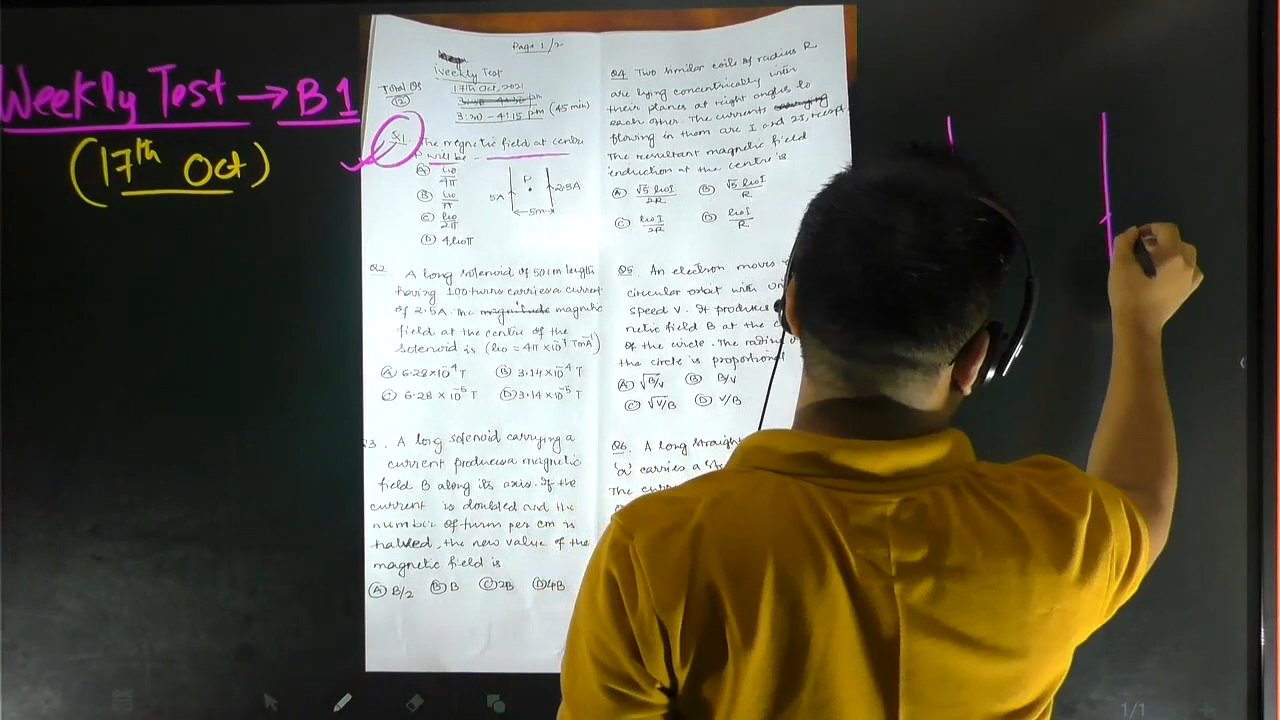 Weekly Test → B1
(17th Oct)
Page 1/2
Weekly Test
17th Oct, 2021
Total Qs
(12)
3:30 - 4:15 pm (45 min)
Q1. The magnetic field at centre
P will be -
(A) μ0/4π
(B) μ0/π
(C) μ0/2π
(D) 4μ0π
P
5A
2.5A
5m
Q2. A long solenoid of 50cm length
having 100 turns carries a current
of 2.5A. The magnetic
field at the centre of the
solenoid is
(A) 6.28×10⁻⁴ T (B) 3.14×10⁻⁴ T
(C) 6.28×10⁻⁵ T (D) 3.14×10⁻⁵ T
3. A long solenoid carrying a
current produces a magnetic
field B along its axis. If the
current is doubled and the
number of turns per cm is
halved, the new value of the
magnetic field is
(A) B/2 (B) B (C) 2B (D) 4B
Q4 Two similar coils of radius R
are lying concentrically with
their planes at right angles to
each other. The currents
flowing in them are I and 2I, resept
The resultant magnetic field
induction at the centre is
(A) √5 μ0I/2R (B) √5 μ0I/R
(C) μ0I/2R (D) μ0I/R
Q5. An electron moves
circular orbit with
speed v. It produces
netic field B at the
of the circle. The radius
the circle is proportional
(A) √B/v (B) B/v
(C) √v/B (D) v/B
Q6. A long straight
'a' carries a
The
1/1